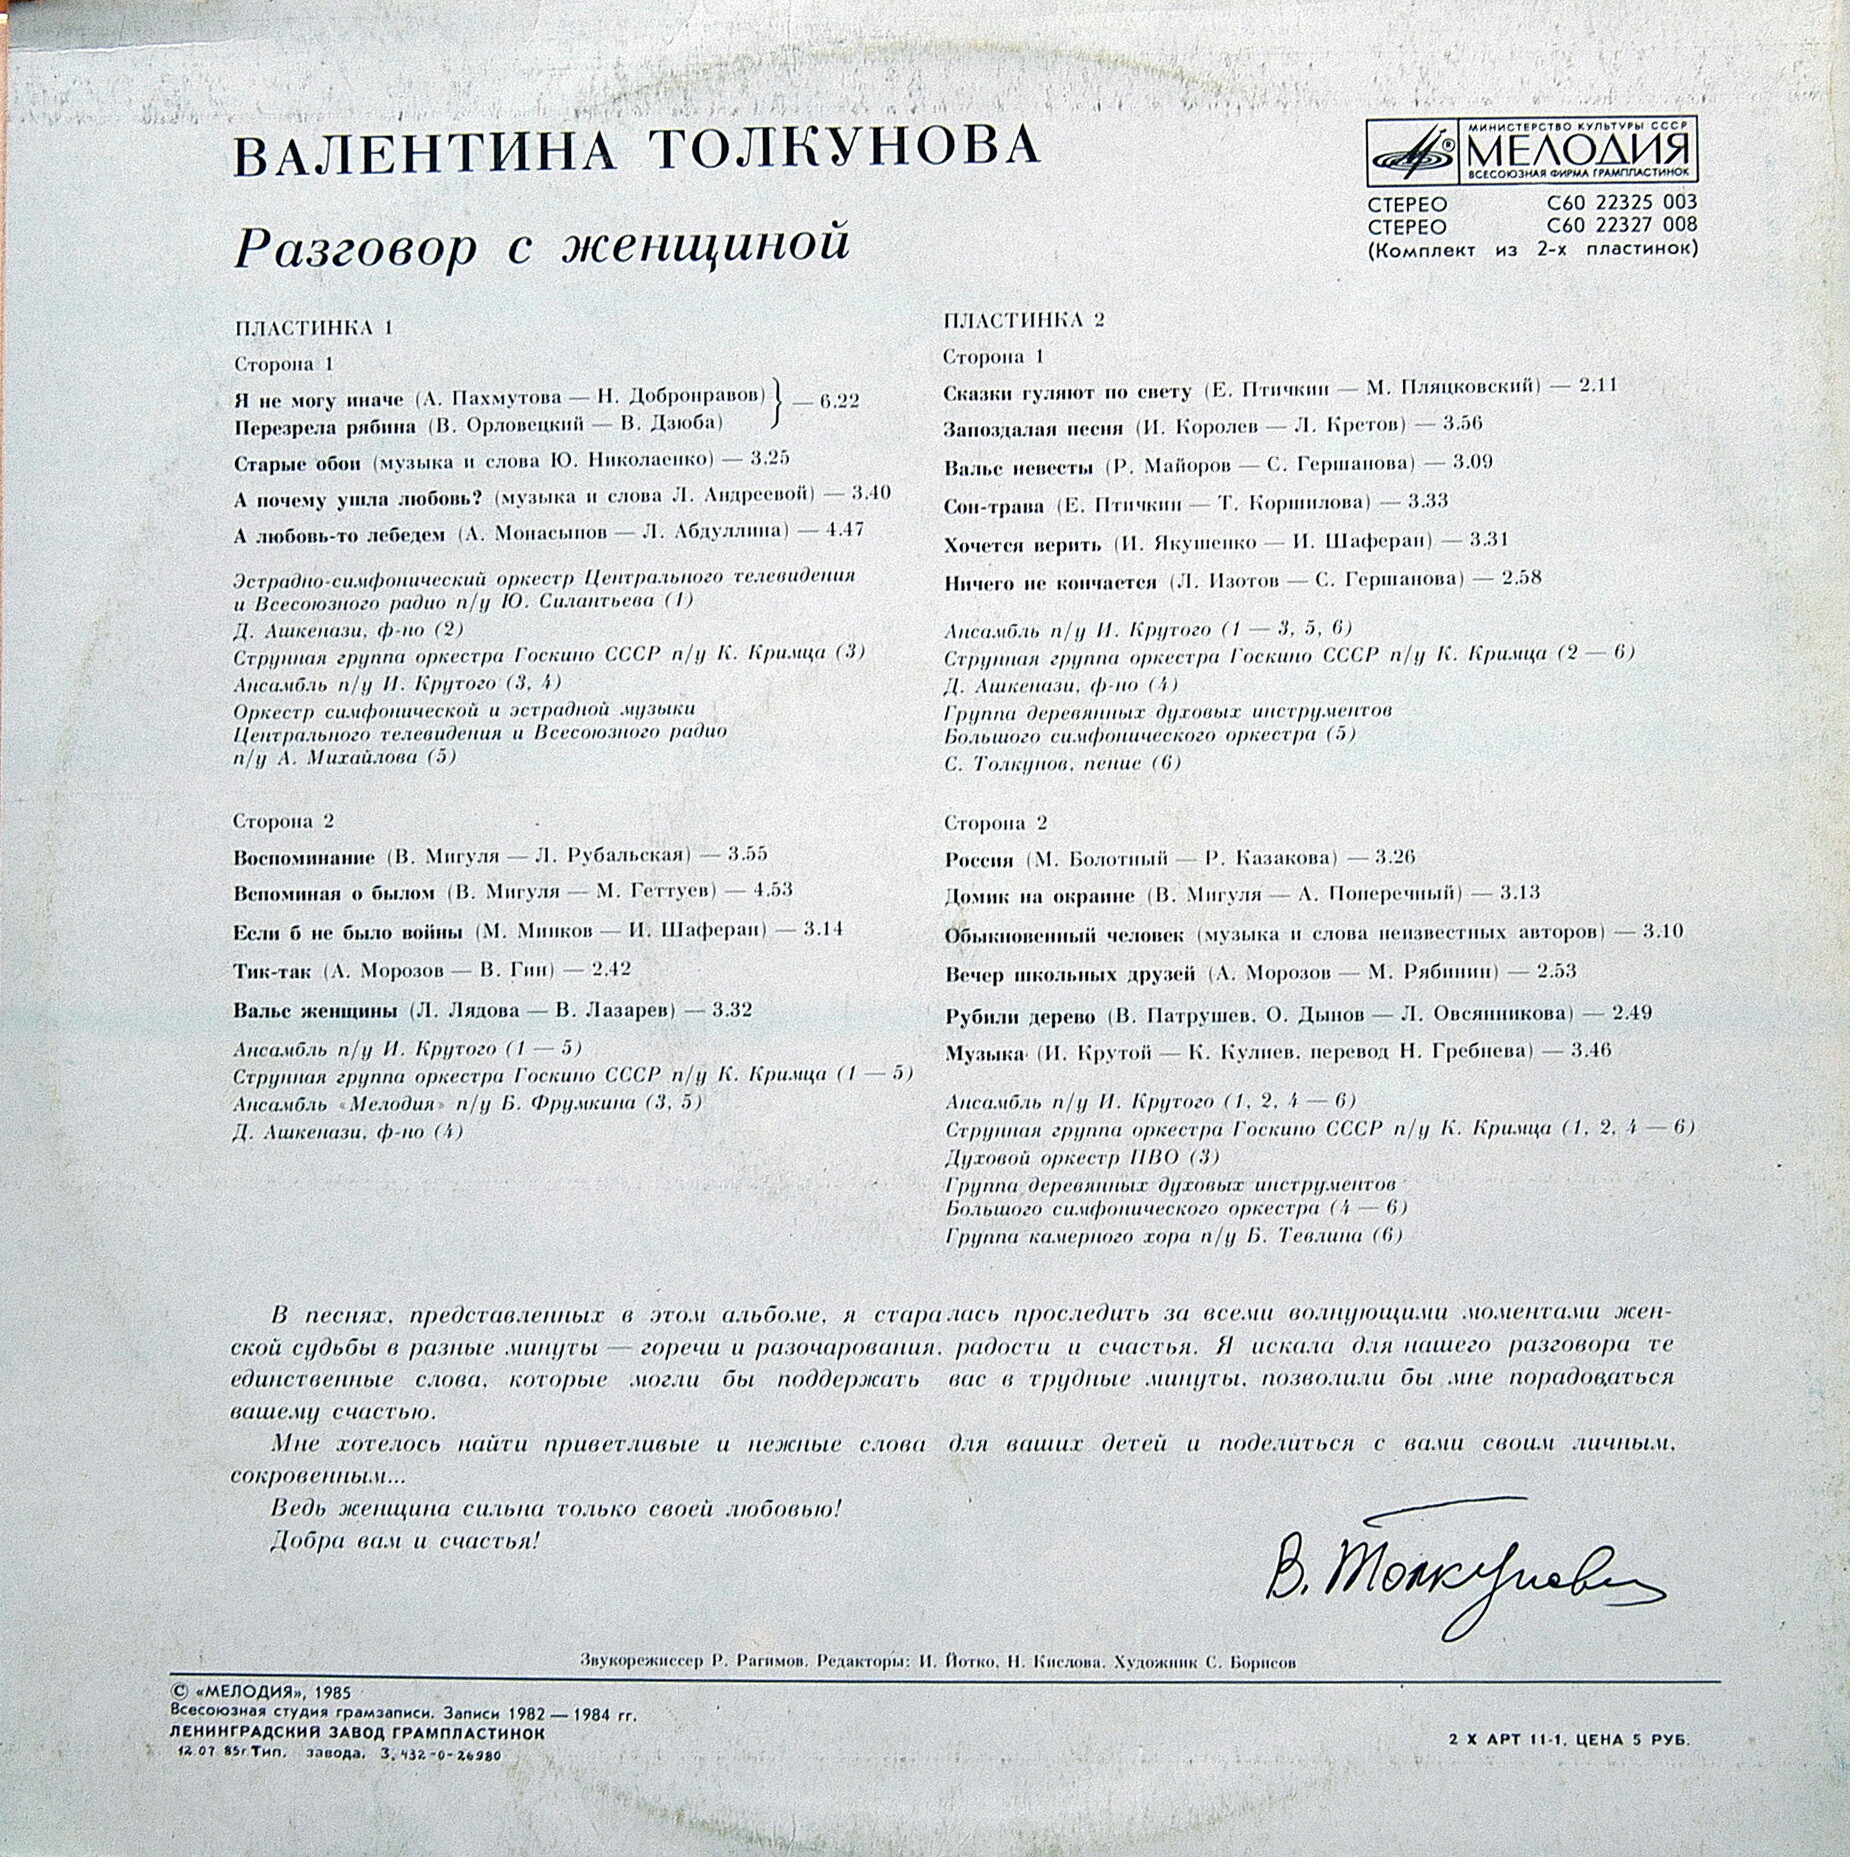 ВАЛЕНТИНА ТОЛКУНОВА
Разговор с женщиной
МИНИСТЕРСТВО КУЛЬТУРЫ СССР
МЕЛОДИЯ
ВСЕСОЮЗНАЯ ФИРМА ГРАМПЛАСТИНОК
СТЕРЕО С60 22325 003
СТЕРЕО С60 22327 008
(Комплект из 2-х пластинок)
ПЛАСТИНКА 1
Сторона 1
Я не могу иначе (А. Пахмутова — Н. Добронравов)
Перезрела рябина (В. Орловецкий — В. Дзюба) } — 6.22
Старые обои (музыка и слова Ю. Николаенко) — 3.25
А почему ушла любовь? (музыка и слова Л. Андреевой) — 3.40
А любовь-то лебедем (А. Монасыпов — Л. Абдуллина) — 4.47
Эстрадно-симфонический оркестр Центрального телевидения
и Всесоюзного радио п/у Ю. Силантьева (1)
Д. Ашкенази, ф-но (2)
Струнная группа оркестра Госкино СССР п/у К. Кримца (3)
Ансамбль п/у И. Крутого (3, 4)
Оркестр симфонической и эстрадной музыки
Центрального телевидения и Всесоюзного радио
п/у А. Михайлова (5)
Сторона 2
Воспоминание (В. Мигуля — Л. Рубальская) — 3.55
Вспоминая о былом (В. Мигуля — М. Геттуев) — 4.53
Если б не было войны (М. Минков — И. Шаферан) — 3.14
Тик-так (А. Морозов — В. Гин) — 2.42
Вальс женщины (Л. Лядова — В. Лазарев) — 3.32
Ансамбль п/у И. Крутого (1 — 5)
Струнная группа оркестра Госкино СССР п/у К. Кримца (1 — 5)
Ансамбль «Мелодия» п/у Б. Фрумкина (3, 5)
Д. Ашкенази, ф-но (4)
ПЛАСТИНКА 2
Сторона 1
Сказки гуляют по свету (Е. Птичкин — М. Пляцковский) — 2.11
Запоздалая песня (И. Королев — Л. Кретов) — 3.56
Вальс невесты (Р. Майоров — С. Гершанова) — 3.09
Сон-трава (Е. Птичкин — Т. Коршилова) — 3.33
Хочется верить (И. Якушенко — И. Шаферан) — 3.31
Ничего не кончается (Л. Изотов — С. Гершанова) — 2.58
Ансамбль п/у И. Крутого (1 — 3, 5, 6)
Струнная группа оркестра Госкино СССР п/у К. Кримца (2 — 6)
Д. Ашкенази, ф-но (4)
Группа деревянных духовых инструментов
Большого симфонического оркестра (5)
С. Толкунов, пение (6)
Сторона 2
Россия (М. Болотный — Р. Казакова) — 3.26
Домик на окраине (В. Мигуля — А. Поперечный) — 3.13
Обыкновенный человек (музыка и слова неизвестных авторов) — 3.10
Вечер школьных друзей (А. Морозов — М. Рябинин) — 2.53
Рубили дерево (В. Патрушев, О. Дынов — Л. Овсянникова) — 2.49
Музыка (И. Крутой — К. Кулиев, перевод Н. Гребнева) — 3.46
Ансамбль п/у И. Крутого (1, 2, 4 — 6)
Струнная группа оркестра Госкино СССР п/у К. Кримца (1, 2, 4 — 6)
Духовой оркестр ПВО (3)
Группа деревянных духовых инструментов
Большого симфонического оркестра (4 — 6)
Группа камерного хора п/у Б. Тевлина (6)
В песнях, представленных в этом альбоме, я старалась проследить за всеми волнующими моментами жен-
ской судьбы в разные минуты — горечи и разочарования, радости и счастья. Я искала для нашего разговора те
единственные слова, которые могли бы поддержать вас в трудные минуты, позволили бы мне порадоваться
вашему счастью.
Мне хотелось найти приветливые и нежные слова для ваших детей и поделиться с вами своим личным,
сокровенным...
Ведь женщина сильна только своей любовью!
Добра вам и счастья!
В. Толкунова
Звукорежиссер Р. Рагимов. Редакторы: И. Йотко, Н. Кислова. Художник С. Борисов
© «МЕЛОДИЯ», 1985
Всесоюзная студия грамзаписи. Записи 1982 — 1984 гг.
ЛЕНИНГРАДСКИЙ ЗАВОД ГРАМПЛАСТИНОК
12.07 85г. Тип. завода. З. 432-0-26980
2 Х АРТ 11-1, ЦЕНА 5 РУБ.